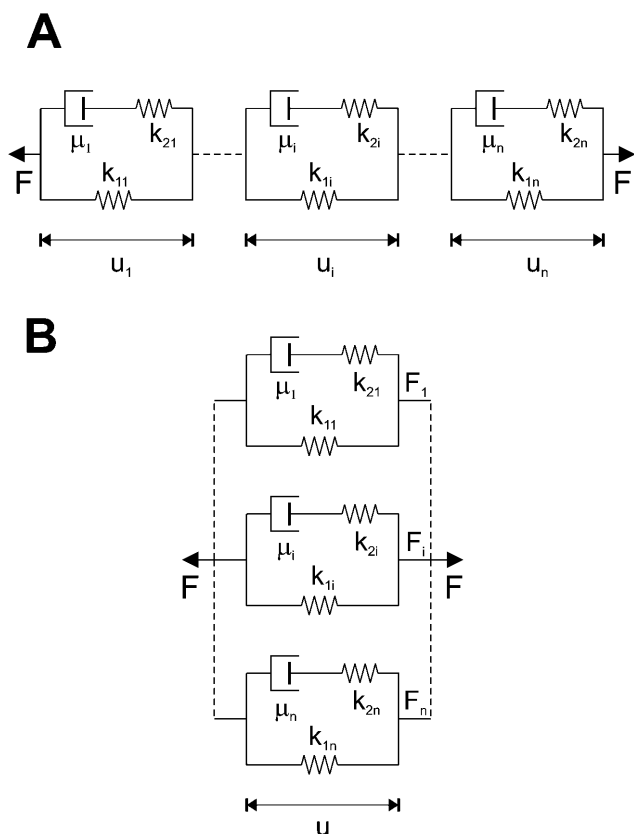 A
μ₁ k₂₁ μᵢ k₂ᵢ μₙ k₂ₙ
F k₁₁ k₁ᵢ k₁ₙ F
u₁ uᵢ uₙ
B
μ₁ k₂₁ F₁
k₁₁
μᵢ k₂ᵢ Fᵢ
F k₁ᵢ F
μₙ k₂ₙ Fₙ
k₁ₙ
u